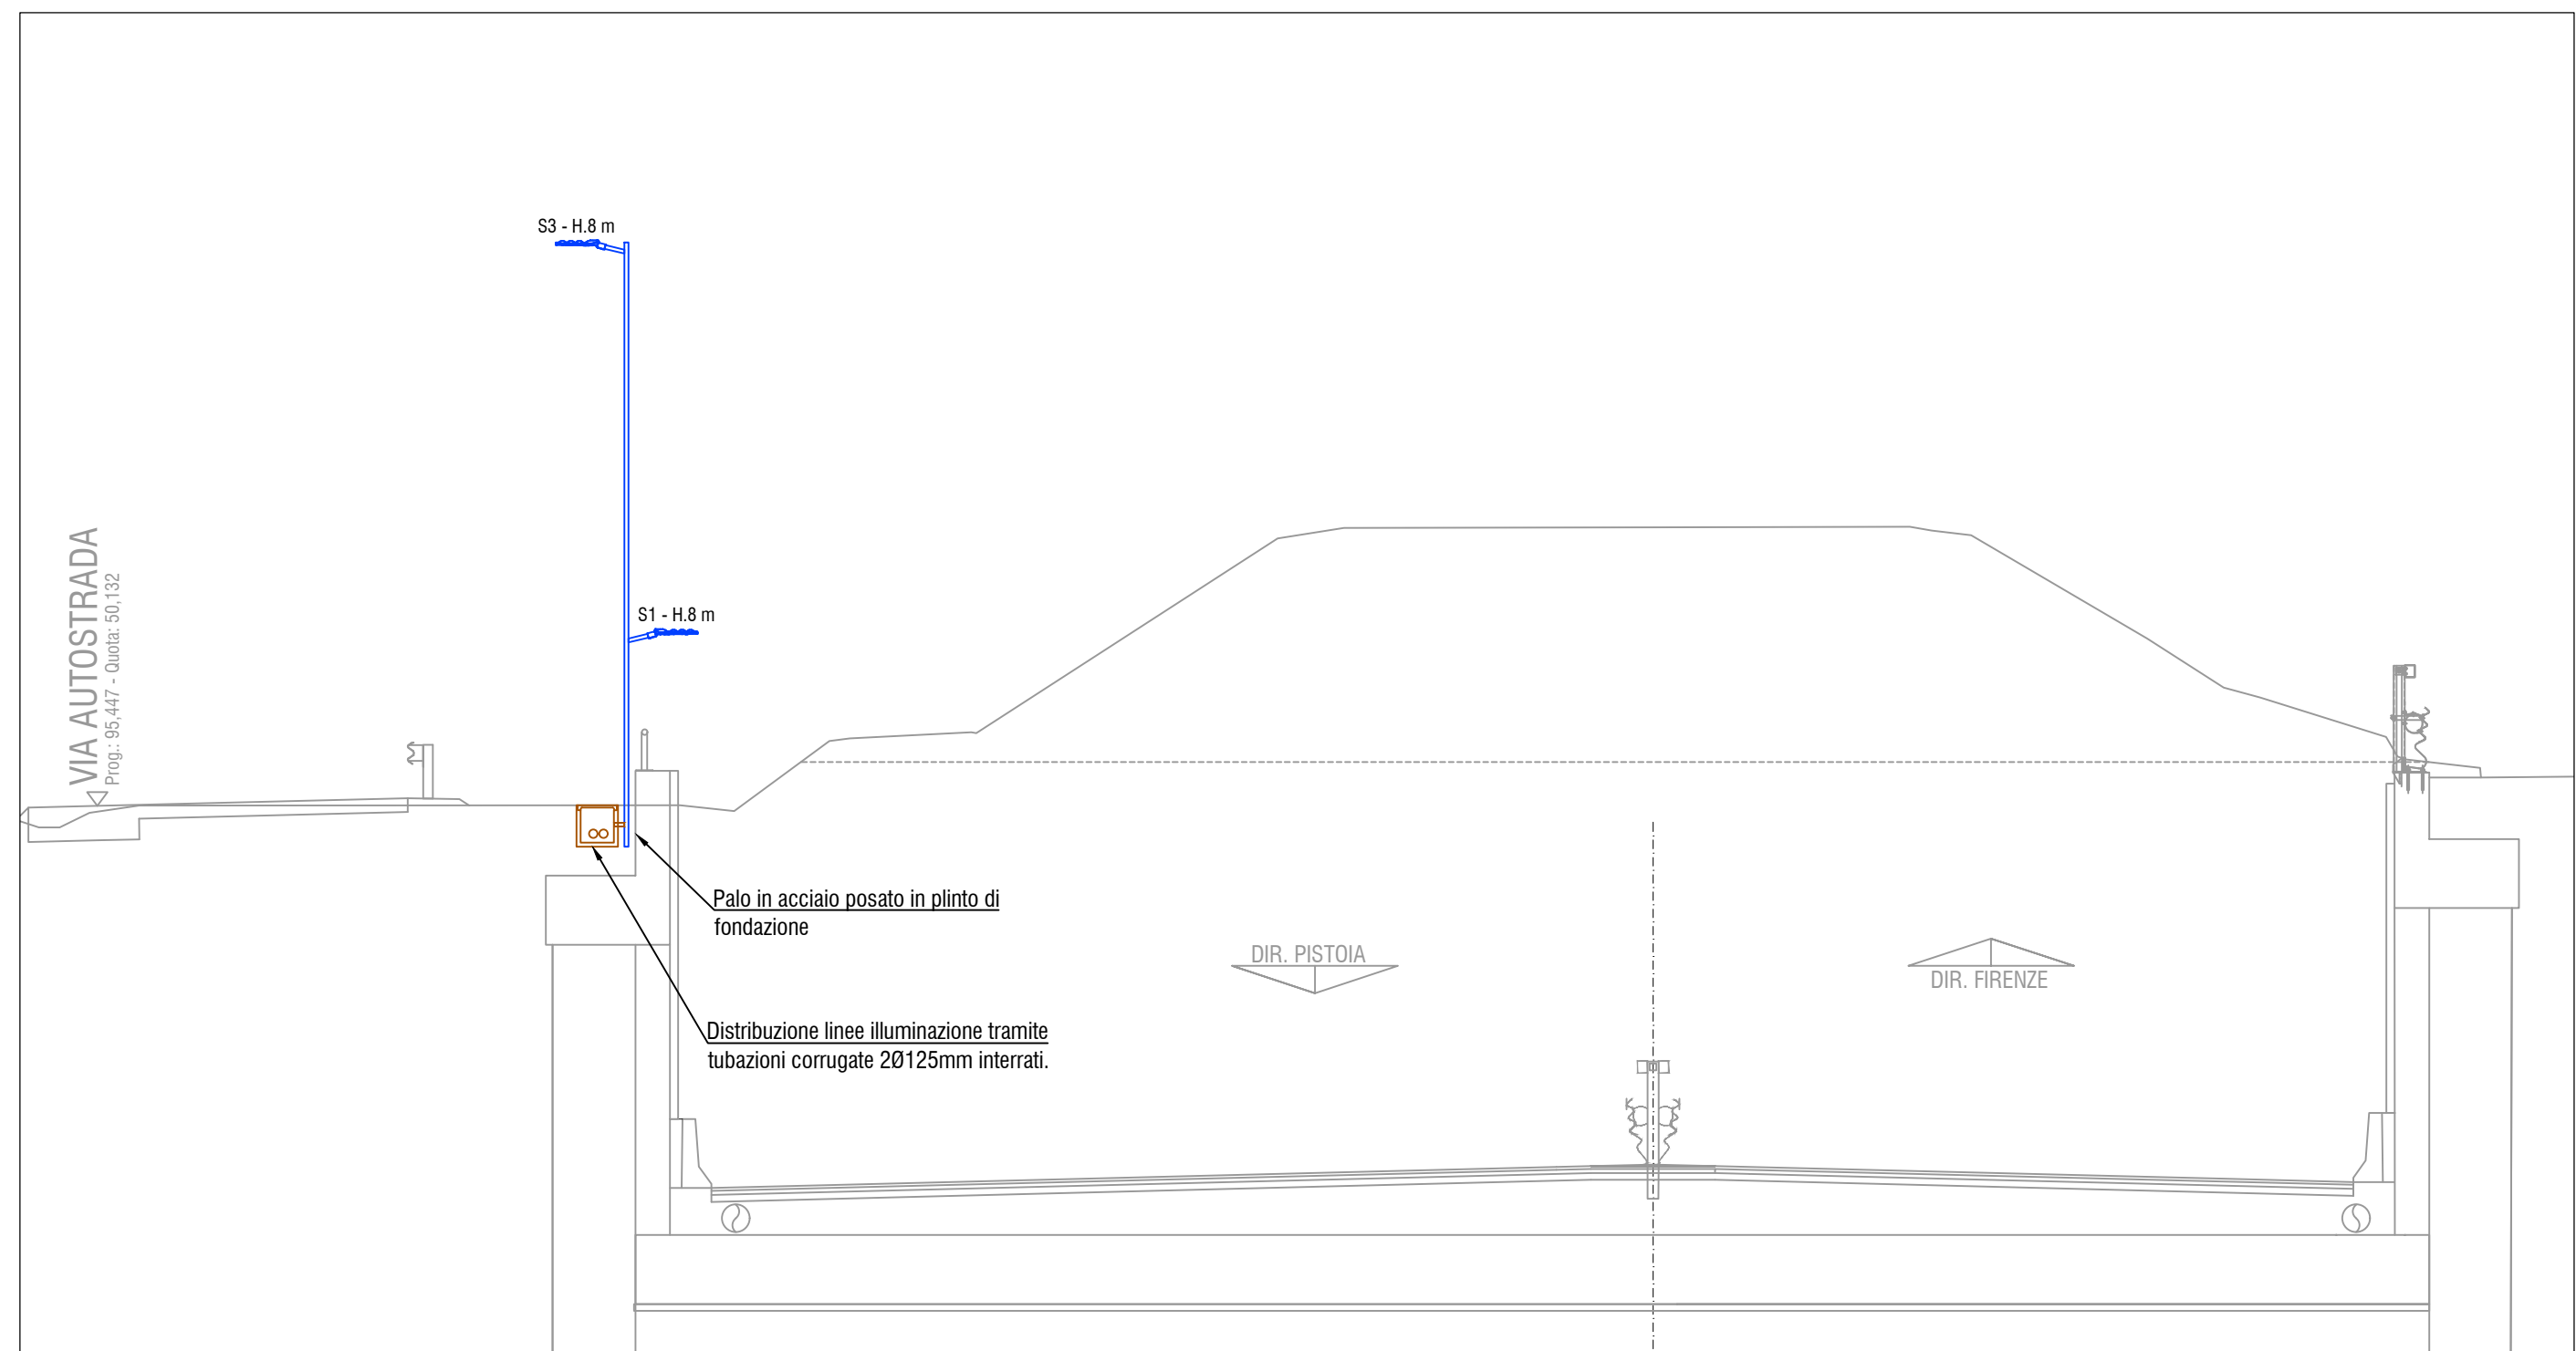 S3 - H.8 m
S1 - H.8 m
VIA AUTOSTRADA
Prog.: 95,447 - Quota: 50,132
Palo in acciaio posato in plinto di
fondazione
DIR. PISTOIA
DIR. FIRENZE
Distribuzione linee illuminazione tramite
tubazioni corrugate 2Ø125mm interrati.